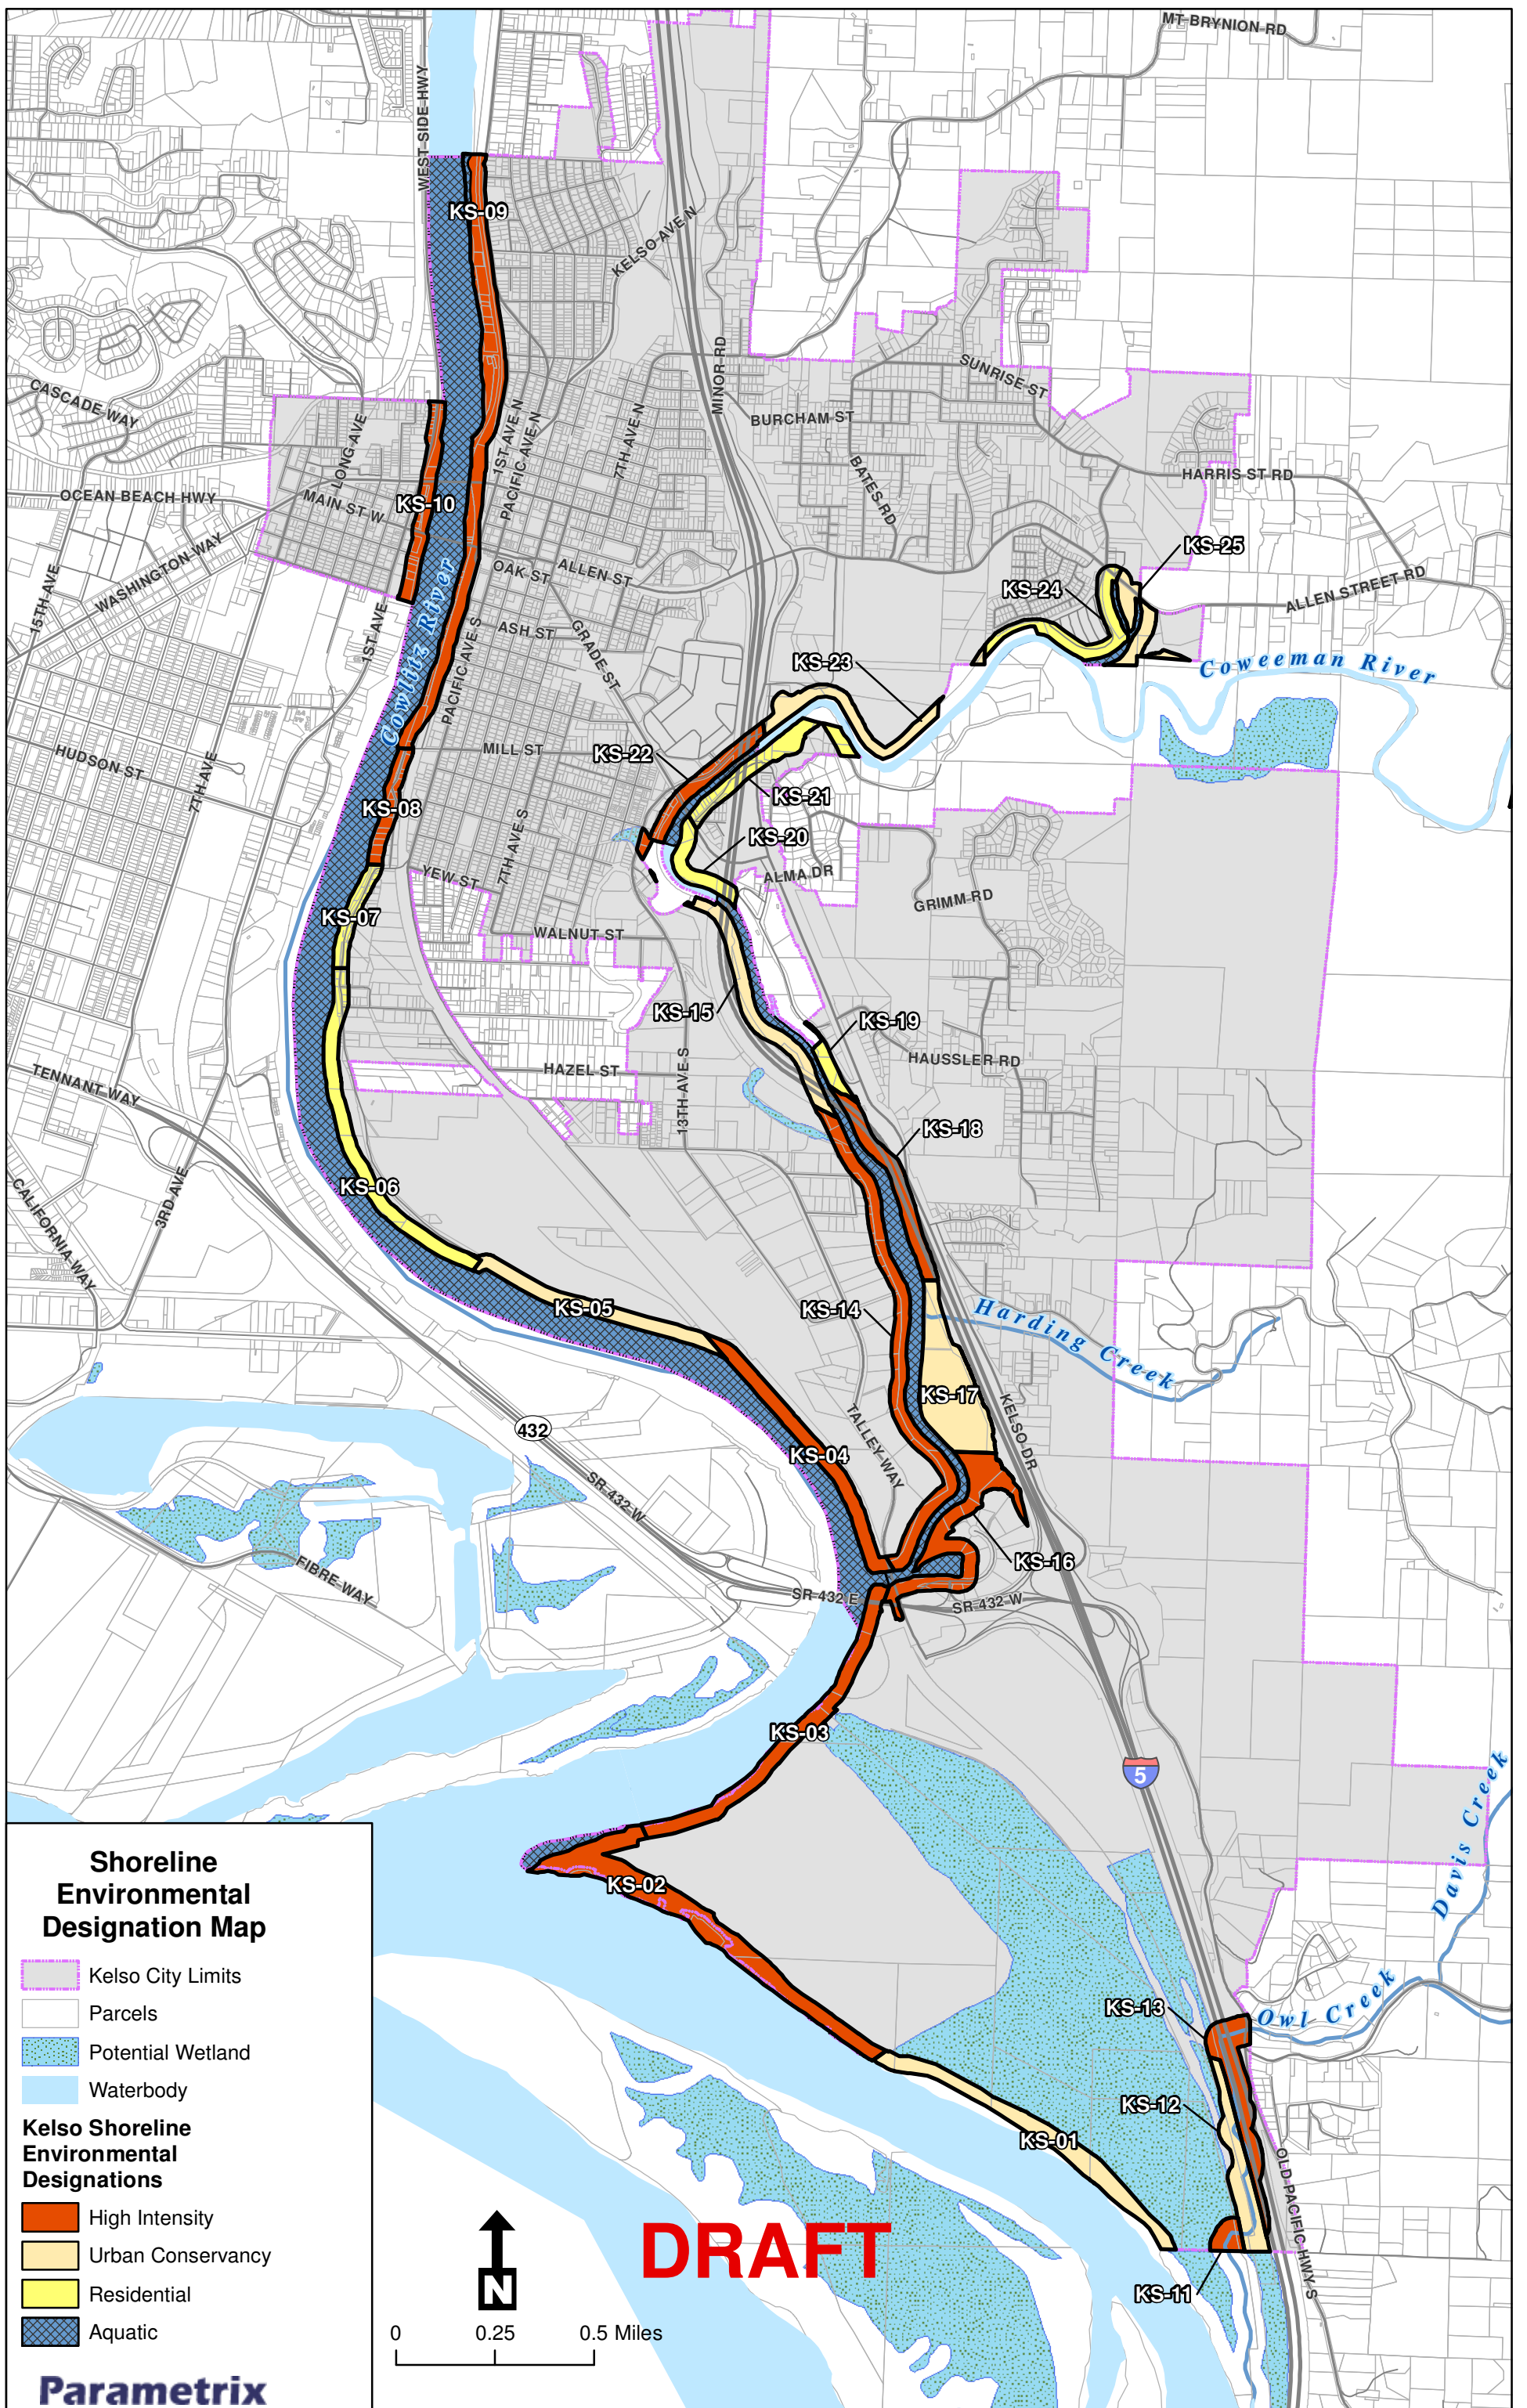 MT BRYNION RD
WEST SIDE HWY
KS-09
KELSO AVE N
MINOR RD
SUNRISE ST
CASCADE WAY
LONG AVE
1ST AVE N
PACIFIC AVE N
7TH AVE N
BURCHAM ST
BATES RD
HARRIS ST RD
OCEAN BEACH HWY
MAIN ST W
KS-10
WASHINGTON WAY
15TH AVE
Cowlitz River
OAK ST
ALLEN ST
KS-25
KS-24
ALLEN STREET RD
1ST AVE
ASH ST
GRADE ST
PACIFIC AVE S
KS-23
Coweeman River
HUDSON ST
7TH AVE
MILL ST
KS-22
KS-21
KS-08
KS-20
YEW ST
7TH AVE S
ALMA DR
GRIMM RD
KS-07
WALNUT ST
KS-15
KS-19
TENNANT WAY
HAZEL ST
13TH AVE S
HAUSSLER RD
KS-18
CALIFORNIA WAY
3RD AVE
KS-06
KS-05
KS-14
Harding Creek
KS-17
KELSO DR
432
SR 432 W
KS-04
TALLEY WAY
FIBRE WAY
KS-16
SR 432 E
SR 432 W
KS-03
5
Davis Creek
KS-02
KS-13
Owl Creek
KS-12
KS-01
OLD PACIFIC HWY S
KS-11
Shoreline
Environmental
Designation Map
Kelso City Limits
Parcels
Potential Wetland
Waterbody
Kelso Shoreline
Environmental
Designations
High Intensity
Urban Conservancy
Residential
Aquatic
Parametrix
N
0 0.25 0.5 Miles
DRAFT